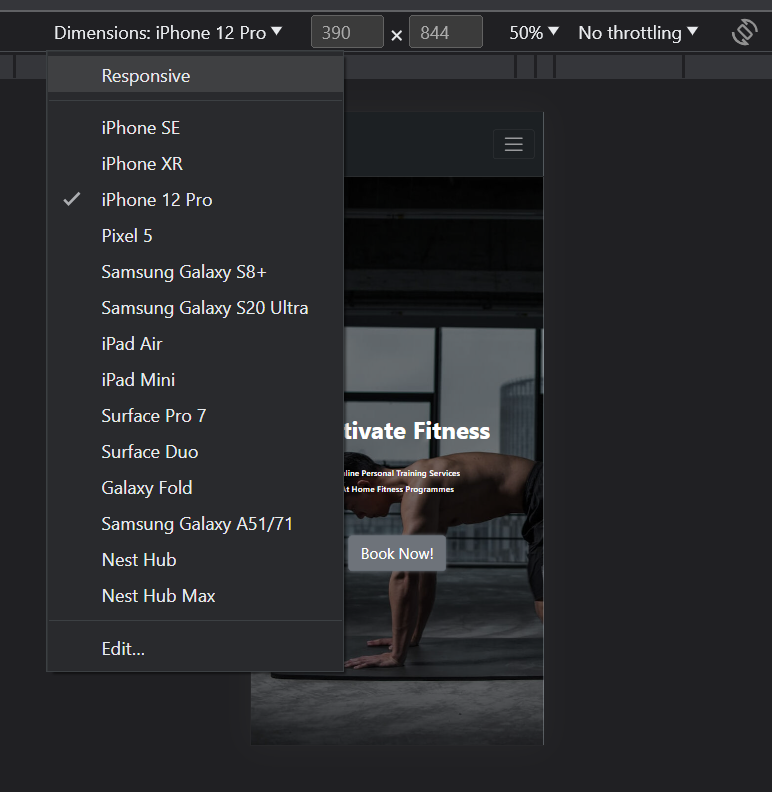 Dimensions: iPhone 12 Pro ▼ 390 × 844 50% ▼ No throttling ▼
Responsive
iPhone SE
iPhone XR
iPhone 12 Pro
Pixel 5
Samsung Galaxy S8+
Samsung Galaxy S20 Ultra
iPad Air
iPad Mini
Surface Pro 7
Surface Duo
Galaxy Fold
Samsung Galaxy A51/71
Nest Hub
Nest Hub Max
Edit...
tivate Fitness
line Personal Training Services
At Home Fitness Programmes
Book Now!